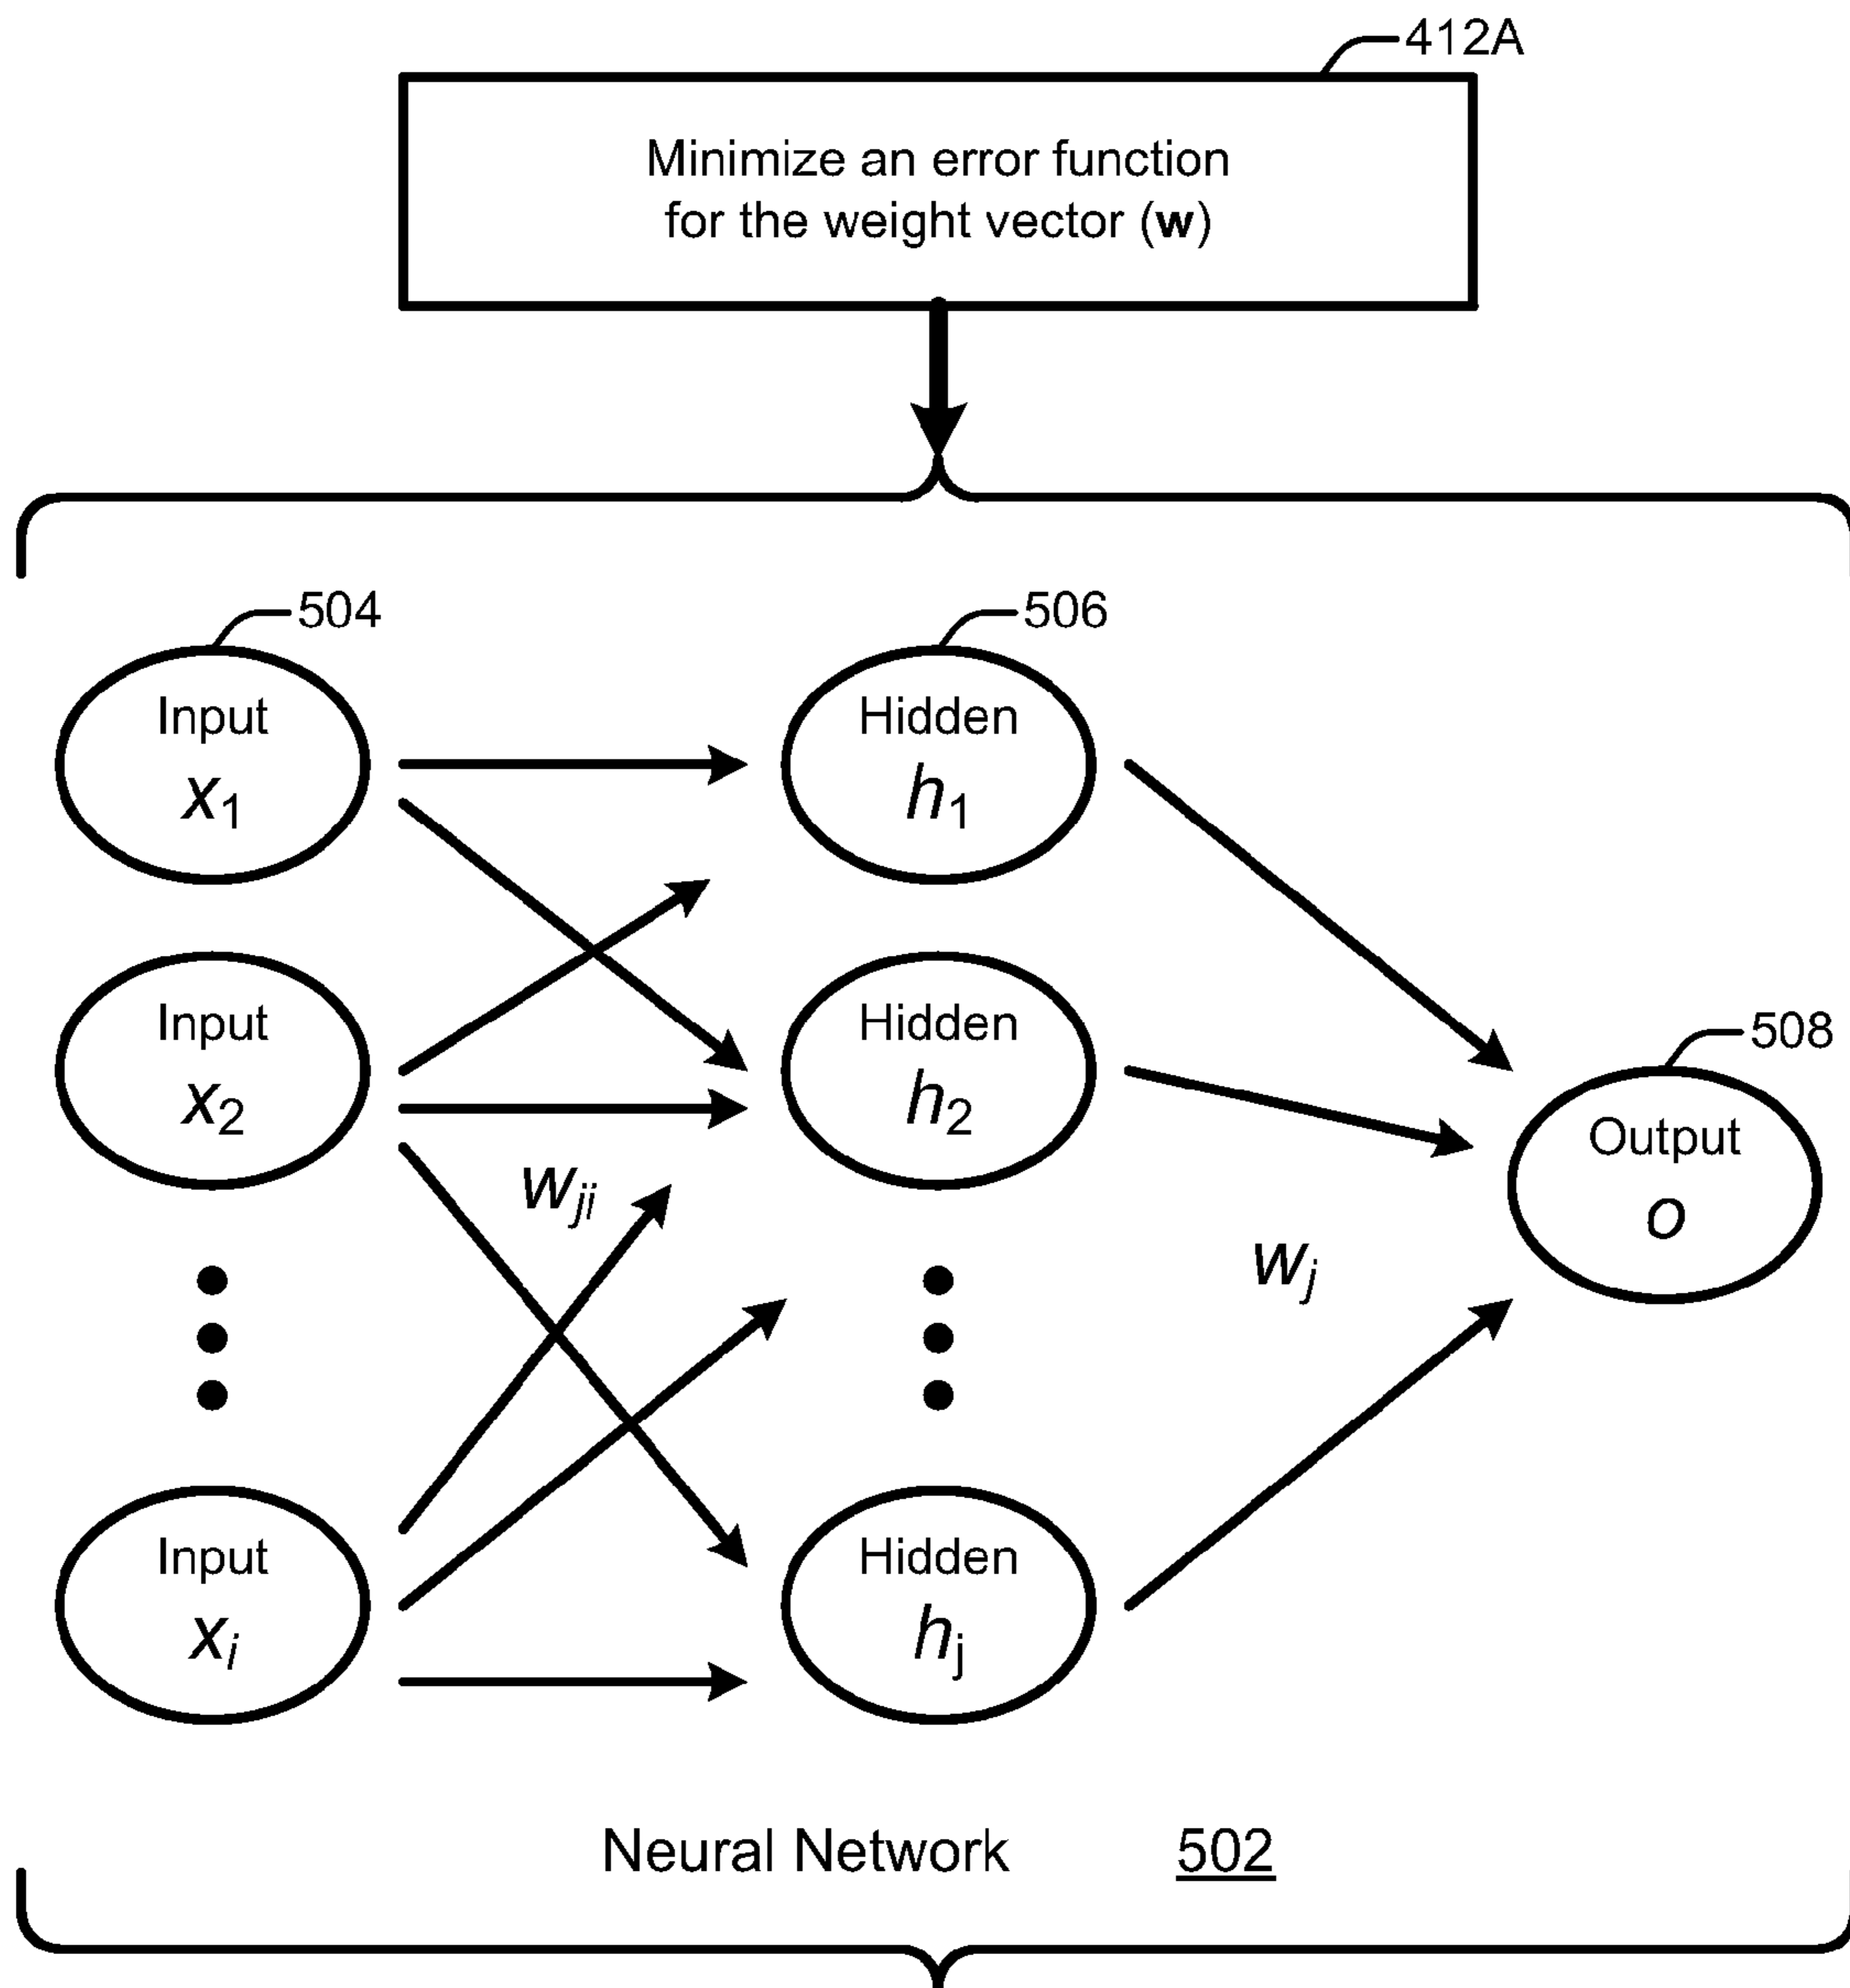 412A
Minimize an error function
for the weight vector (w)
504
506
Input
x1
Hidden
h1
Input
x2
Hidden
h2
508
Output
o
wji
wj
Input
xi
Hidden
hj
Neural Network 502